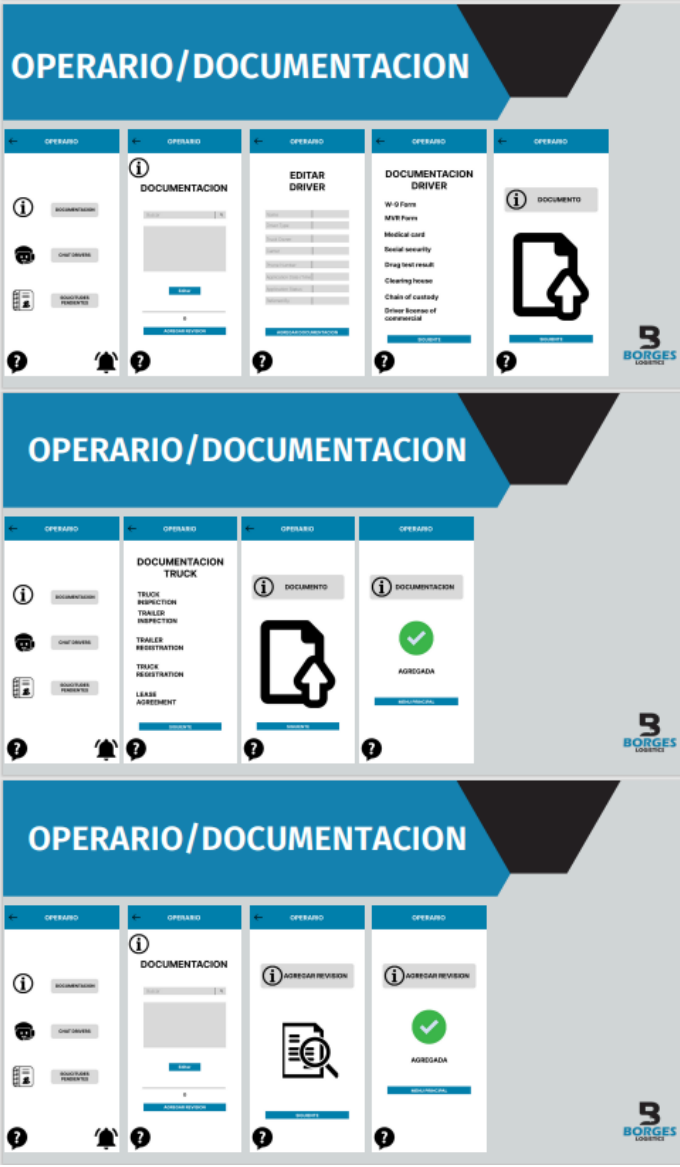 OPERARIO/DOCUMENTACION
OPERARIO
DOCUMENTACION
CHAT DRIVERS
SOLICITUDES
PENDIENTES
?
OPERARIO
DOCUMENTACION
Editar
AGREGAR REVISION
?
OPERARIO
EDITAR
DRIVER
Name
Driver Type
AGREGAR DOCUMENTACION
OPERARIO
DOCUMENTACION
DRIVER
W-9 Form
MVR Form
Medical card
Social security
Drug test result
Clearing house
Chain of custody
Driver license of
commercial
SIGUIENTE
?
OPERARIO
DOCUMENTO
SIGUIENTE
?
BORGES
LOGISTICS
OPERARIO/DOCUMENTACION
OPERARIO
DOCUMENTACION
CHAT DRIVERS
SOLICITUDES
PENDIENTES
?
OPERARIO
DOCUMENTACION
TRUCK
TRUCK
INSPECTION
TRAILER
INSPECTION
TRAILER
REGISTRATION
TRUCK
REGISTRATION
LEASE
AGREEMENT
SIGUIENTE
?
OPERARIO
DOCUMENTO
SIGUIENTE
?
OPERARIO
DOCUMENTACION
AGREGADA
MENU PRINCIPAL
?
BORGES
LOGISTICS
OPERARIO/DOCUMENTACION
OPERARIO
DOCUMENTACION
CHAT DRIVERS
SOLICITUDES
PENDIENTES
?
OPERARIO
DOCUMENTACION
Editar
AGREGAR REVISION
?
OPERARIO
AGREGAR REVISION
SIGUIENTE
?
OPERARIO
AGREGAR REVISION
AGREGADA
MENU PRINCIPAL
?
BORGES
LOGISTICS